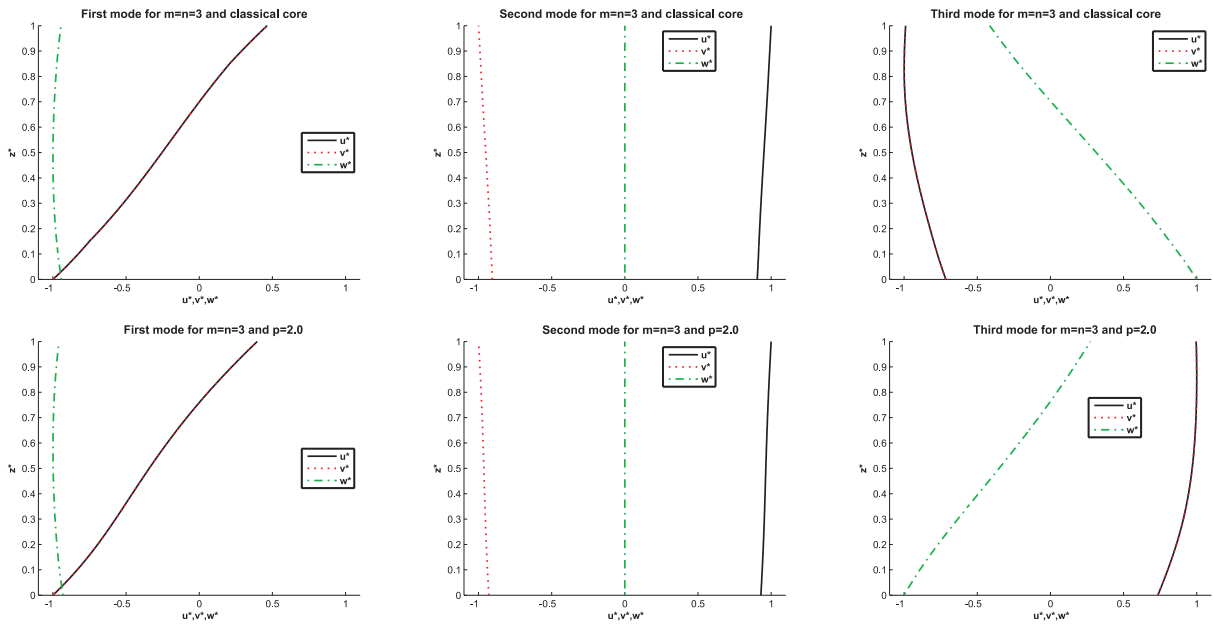 First mode for m=n=3 and classical core
1
0.9
0.8
0.7
0.6
0.5
0.4
0.3
0.2
0.1
0
z*
u*
v*
w*
-1 -0.5 0 0.5 1
u*,v*,w*
Second mode for m=n=3 and classical core
1
0.9
0.8
0.7
0.6
0.5
0.4
0.3
0.2
0.1
0
z*
u*
v*
w*
-1 -0.5 0 0.5 1
u*,v*,w*
Third mode for m=n=3 and classical core
1
0.9
0.8
0.7
0.6
0.5
0.4
0.3
0.2
0.1
0
z*
u*
v*
w*
-1 -0.5 0 0.5 1
u*,v*,w*
First mode for m=n=3 and p=2.0
1
0.9
0.8
0.7
0.6
0.5
0.4
0.3
0.2
0.1
0
z*
u*
v*
w*
-1 -0.5 0 0.5 1
u*,v*,w*
Second mode for m=n=3 and p=2.0
1
0.9
0.8
0.7
0.6
0.5
0.4
0.3
0.2
0.1
0
z*
u*
v*
w*
-1 -0.5 0 0.5 1
u*,v*,w*
Third mode for m=n=3 and p=2.0
1
0.9
0.8
0.7
0.6
0.5
0.4
0.3
0.2
0.1
0
z*
u*
v*
w*
-1 -0.5 0 0.5 1
u*,v*,w*